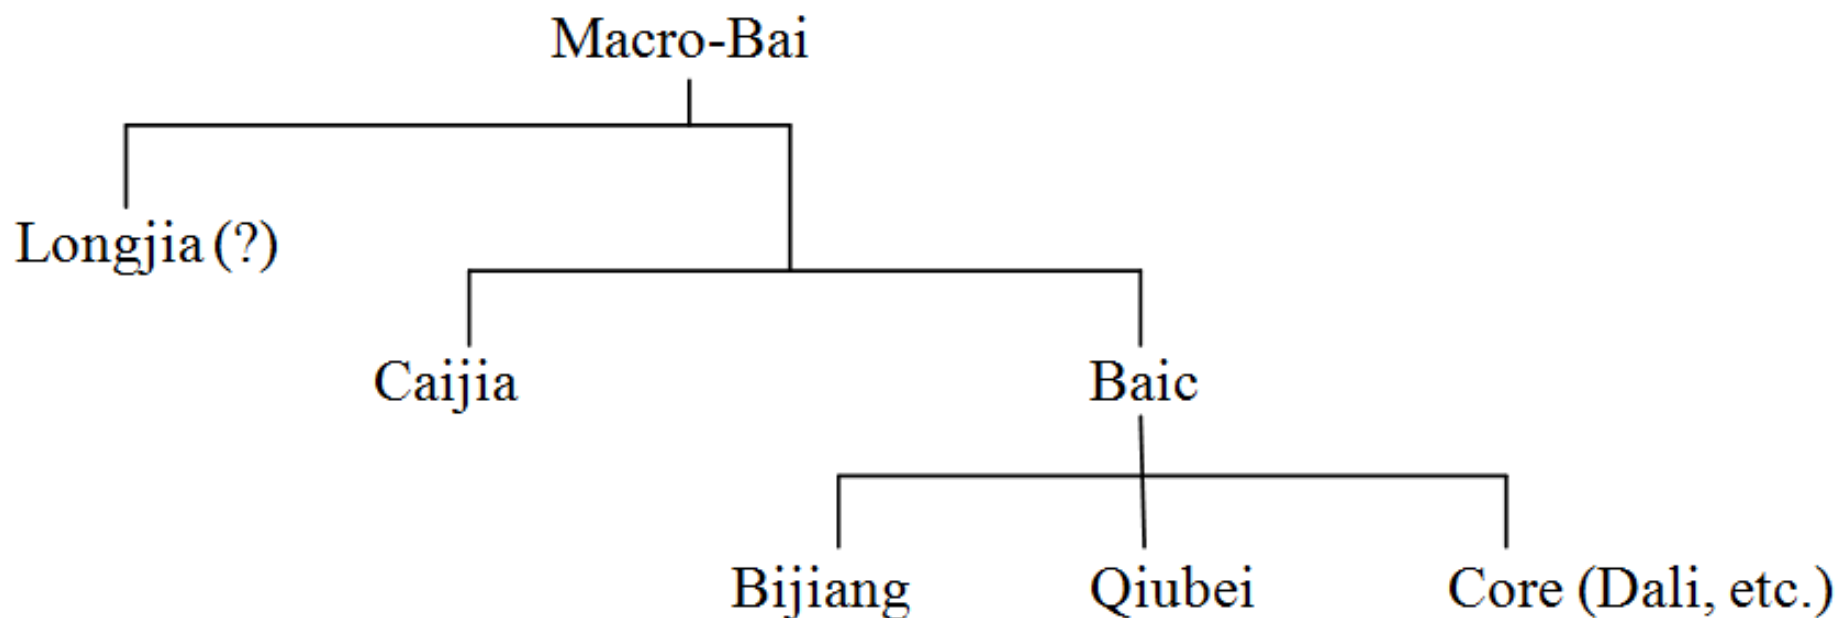 Macro-Bai
Longjia (?)
Caijia
Baic
Bijiang
Qiubei
Core (Dali, etc.)